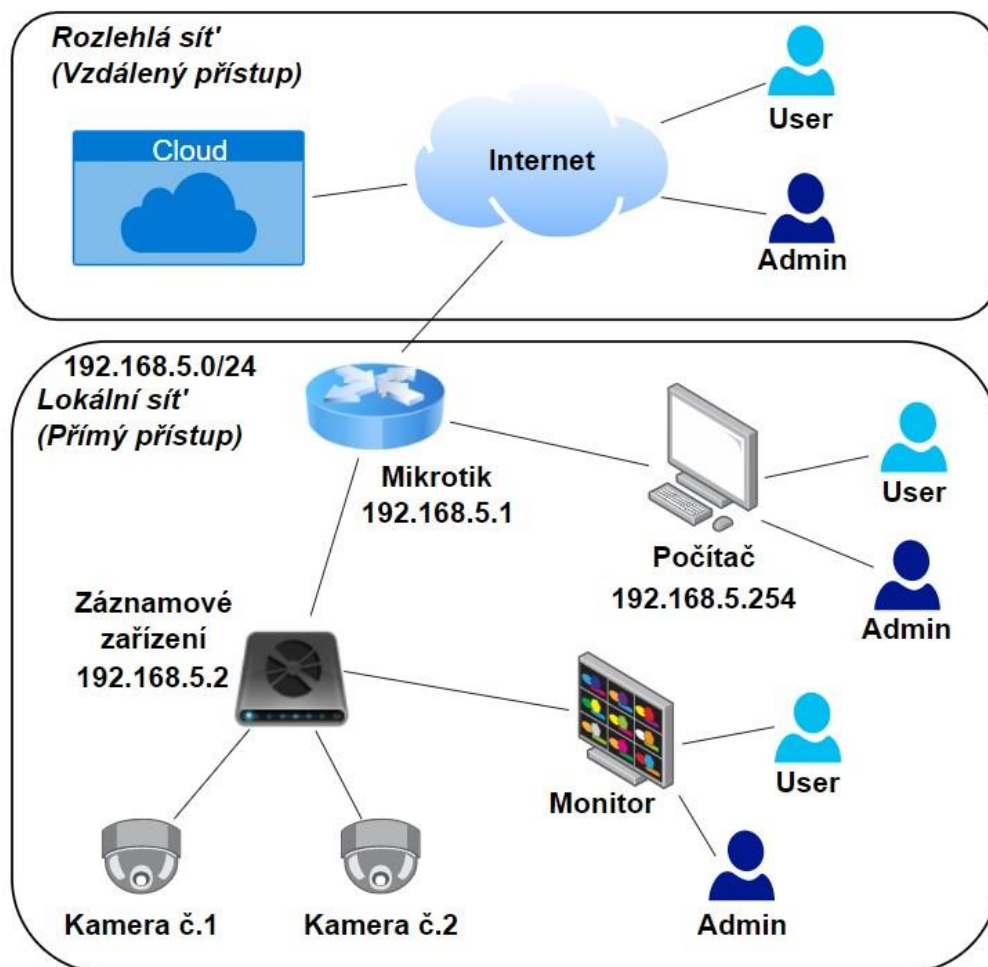 Rozlehlá sít'
(Vzdálený přístup)
Cloud
Internet
User
Admin
192.168.5.0/24
Lokální sít'
(Přímý přístup)
Mikrotik
192.168.5.1
Počítač
192.168.5.254
User
Admin
Záznamové
zařízení
192.168.5.2
Monitor
User
Admin
Kamera č.1
Kamera č.2